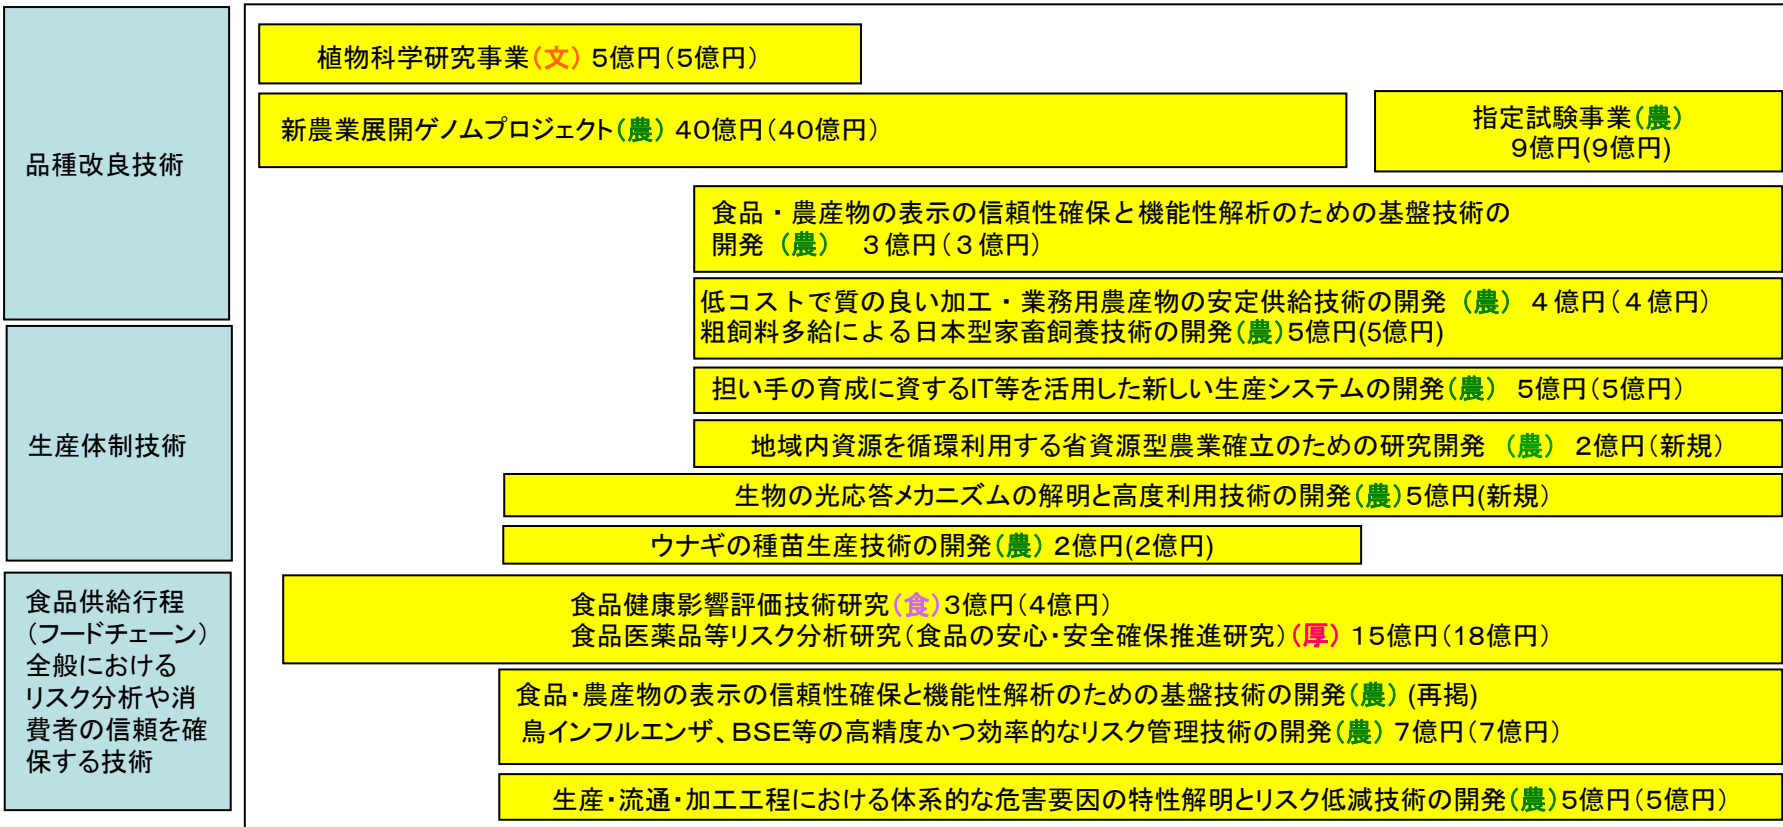 品種改良技術
植物科学研究事業(文) 5億円(5億円)
新農業展開ゲノムプロジェクト(農) 40億円(40億円)
指定試験事業(農)
9億円(9億円)
食品・農産物の表示の信頼性確保と機能性解析のための基盤技術の
開発 (農) 3億円(3億円)
低コストで質の良い加工・業務用農産物の安定供給技術の開発 (農) 4億円(4億円)
粗飼料多給による日本型家畜飼養技術の開発(農)5億円(5億円)
生産体制技術
担い手の育成に資するIT等を活用した新しい生産システムの開発(農) 5億円(5億円)
地域内資源を循環利用する省資源型農業確立のための研究開発 (農) 2億円(新規)
生物の光応答メカニズムの解明と高度利用技術の開発(農)5億円(新規)
ウナギの種苗生産技術の開発(農) 2億円(2億円)
食品供給行程
(フードチェーン)
全般における
リスク分析や消
費者の信頼を確
保する技術
食品健康影響評価技術研究(食)3億円(4億円)
食品医薬品等リスク分析研究(食品の安心・安全確保推進研究)(厚) 15億円(18億円)
食品・農産物の表示の信頼性確保と機能性解析のための基盤技術の開発(農) (再掲)
鳥インフルエンザ、BSE等の高精度かつ効率的なリスク管理技術の開発(農) 7億円(7億円)
生産・流通・加工工程における体系的な危害要因の特性解明とリスク低減技術の開発(農)5億円(5億円)